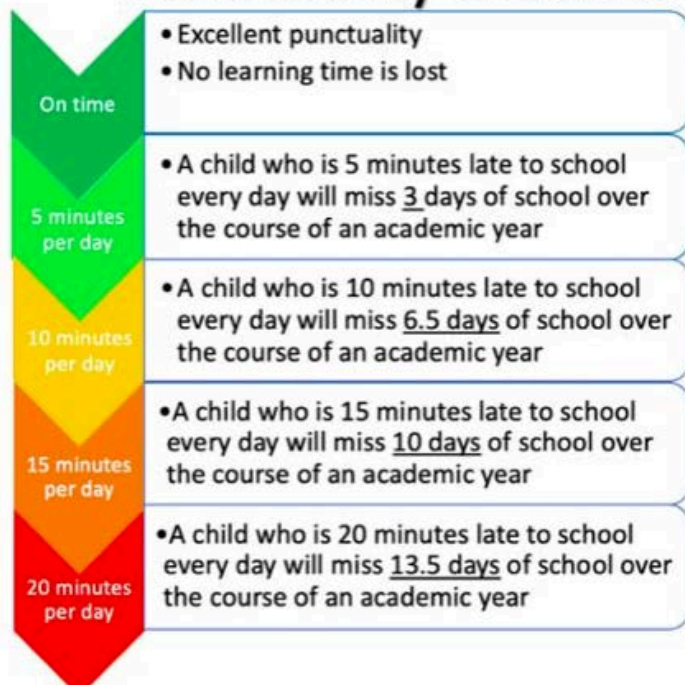 • Excellent punctuality
• No learning time is lost
On time
• A child who is 5 minutes late to school
every day will miss 3 days of school over
the course of an academic year
5 minutes
per day
• A child who is 10 minutes late to school
every day will miss 6.5 days of school over
the course of an academic year
10 minutes
per day
• A child who is 15 minutes late to school
every day will miss 10 days of school over
the course of an academic year
15 minutes
per day
• A child who is 20 minutes late to school
every day will miss 13.5 days of school over
the course of an academic year
20 minutes
per day